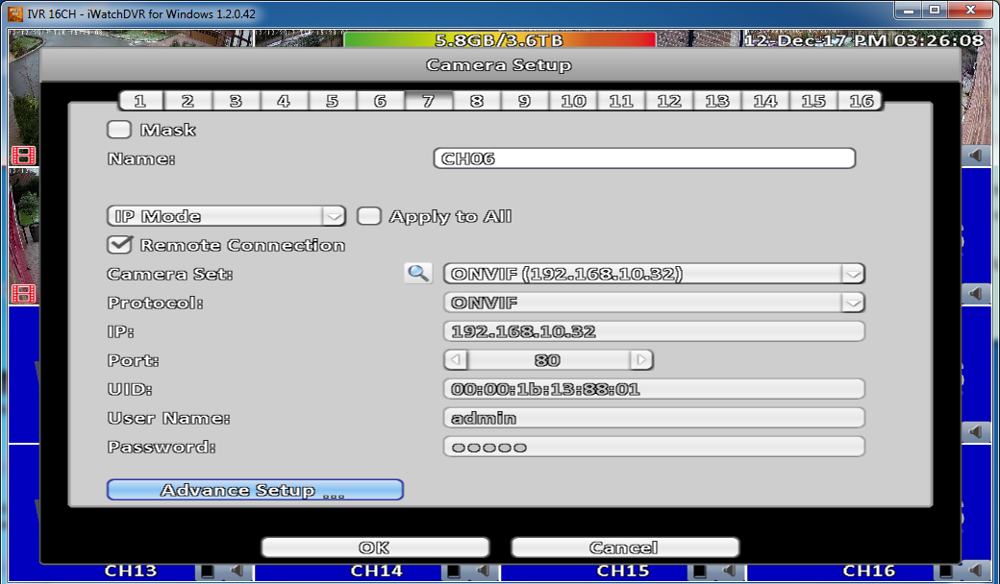 IVR 16CH - iWatchDVR for Windows 1.2.0.42
5.8GB/3.6TB
12-Dec-17 PM 03:26:08
Camera Setup
1 2 3 4 5 6 7 8 9 10 11 12 13 14 15 16
Mask
Name: CH06
IP Mode Apply to All
Remote Connection
Camera Set: ONVIF (192.168.10.32)
Protocol: ONVIF
IP: 192.168.10.32
Port: 80
UID: 00:00:1b:13:88:01
User Name: admin
Password: ○○○○○
Advance Setup ...
OK Cancel
CH13 CH14 CH15 CH16